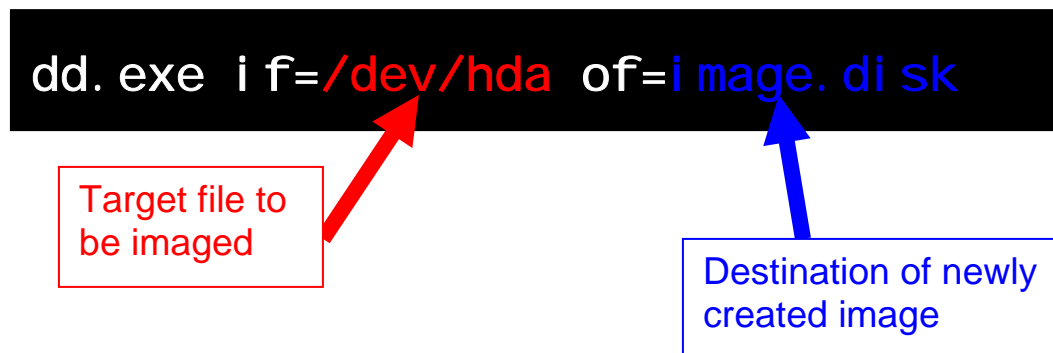 dd.exe if=/dev/hda of=image.disk
Target file to
be imaged
Destination of newly
created image